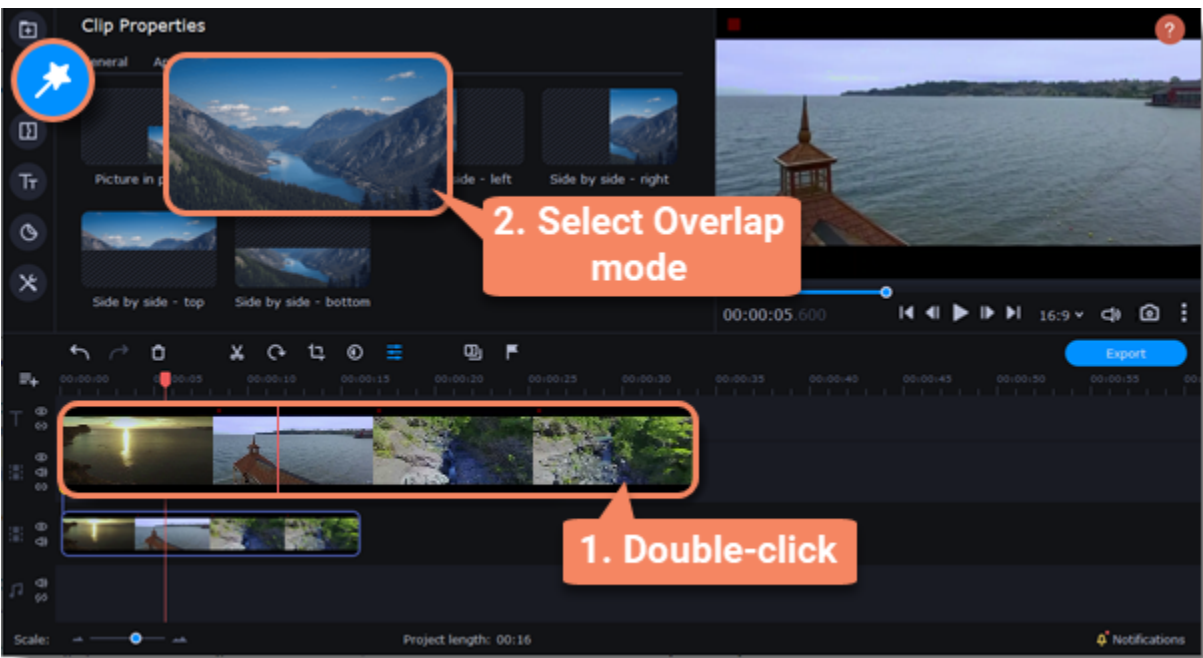 Clip Properties
?
eneral Ap
Picture in p
ide - left
Side by side - right
2. Select Overlap
mode
Side by side - top
Side by side - bottom
00:00:05.600
16:9
Export
00:00:00 0 00:05 00:00:10 00:00:15 00:00:20 00:00:25 00:00:30 00:00:35 00:00:40 00:00:45 00:00:50 00:00:55 00:
1. Double-click
Scale:
Project length: 00:16
Notifications